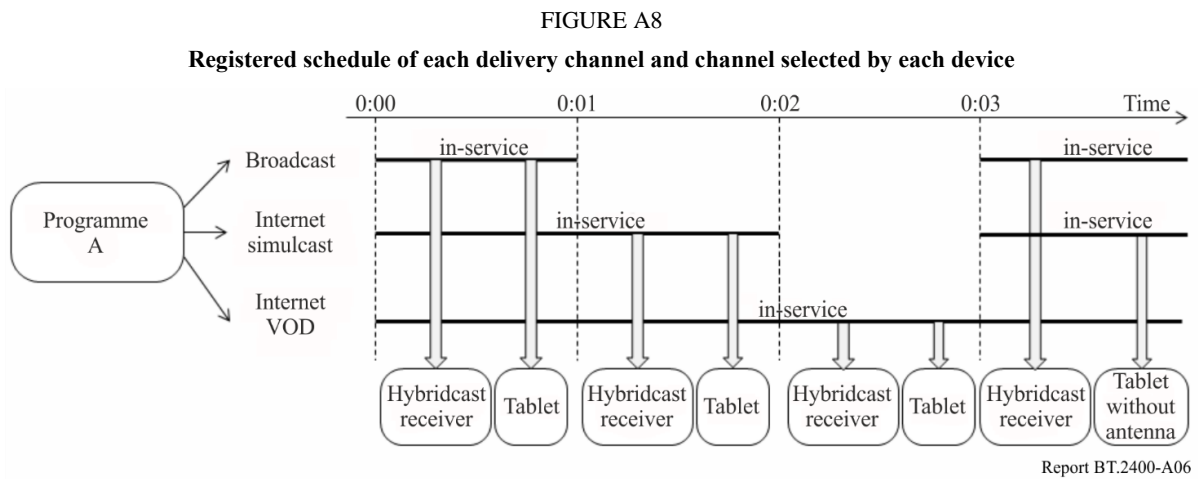 FIGURE A8
Registered schedule of each delivery channel and channel selected by each device
0:00 0:01 0:02 0:03 Time
Broadcast in-service in-service
Programme
A
Internet
simulcast
in-service in-service
Internet
VOD
in-service
Hybridcast
receiver
Tablet
Hybridcast
receiver
Tablet
Hybridcast
receiver
Tablet
Hybridcast
receiver
Tablet
without
antenna
Report BT.2400-A06